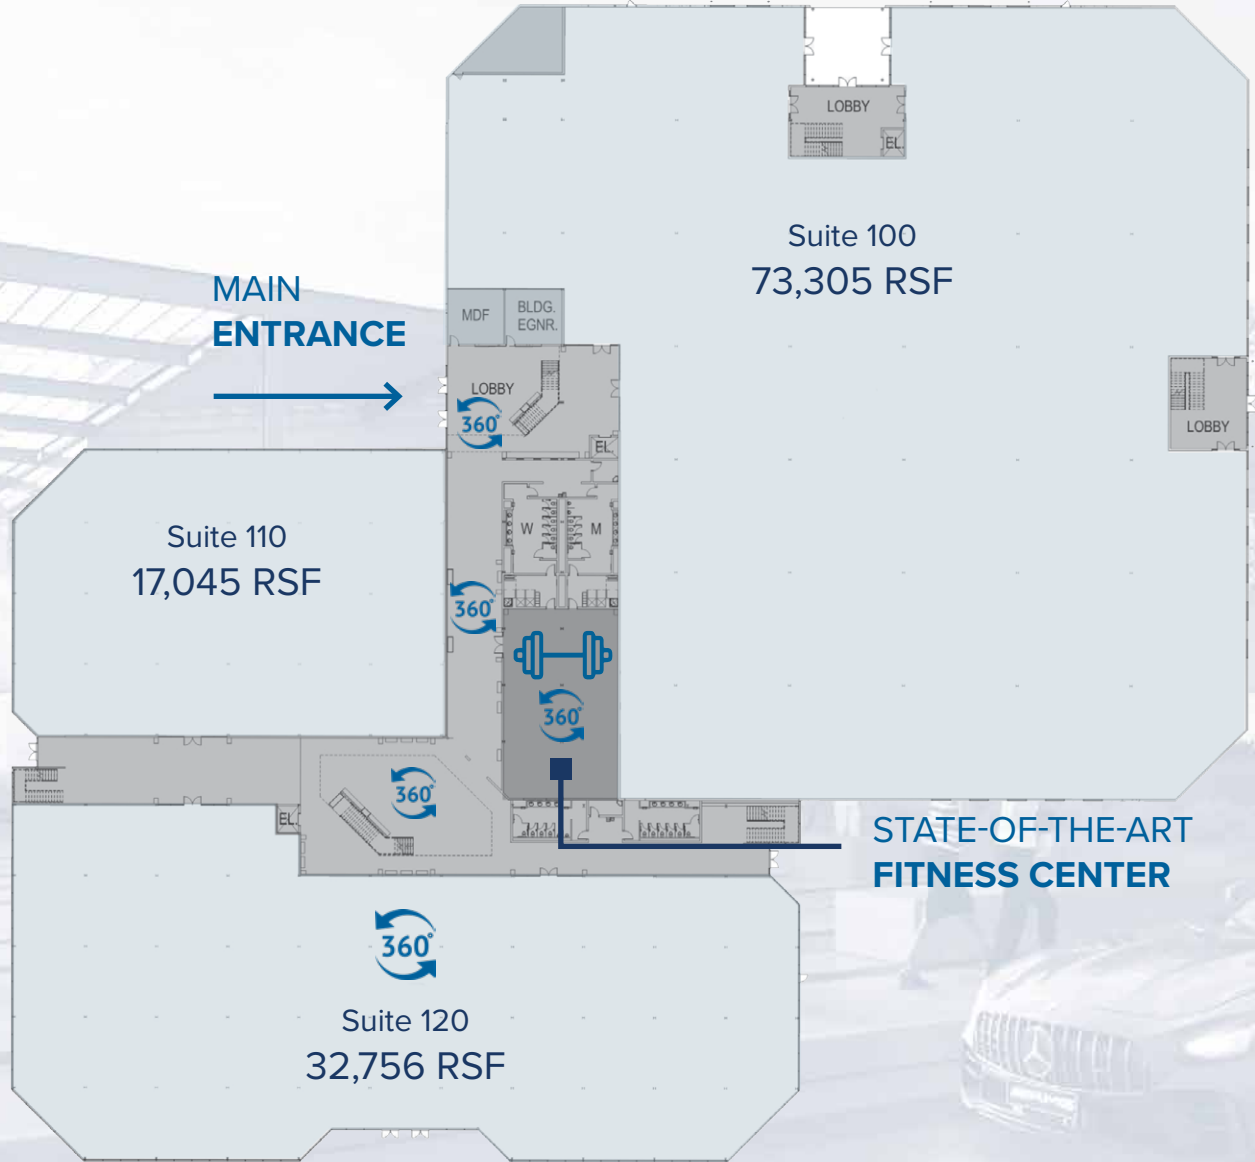 LOBBY
EL.
Suite 100
73,305 RSF
MAIN
ENTRANCE
MDF
BLDG.
EGNR.
LOBBY
360°
EL.
LOBBY
Suite 110
17,045 RSF
W
M
360°
360°
360°
EL.
STATE-OF-THE-ART
FITNESS CENTER
360°
Suite 120
32,756 RSF